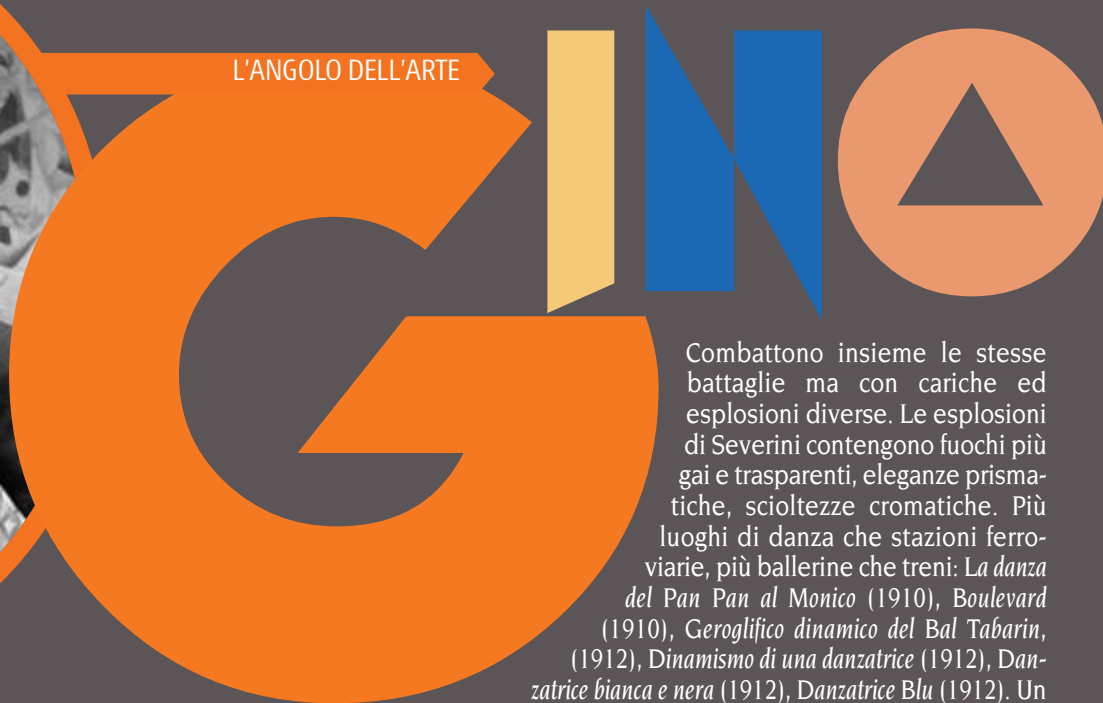 L'ANGOLO DELL'ARTE
GINO
Combattono insieme le stesse
battaglie ma con cariche ed
esplosioni diverse. Le esplosioni
di Severini contengono fuochi più
gai e trasparenti, eleganze prisma-
tiche, scioltezze cromatiche. Più
luoghi di danza che stazioni ferro-
viarie, più ballerine che treni: La danza
del Pan Pan al Monico (1910), Boulevard
(1910), Geroglifico dinamico del Bal Tabarin,
(1912), Dinamismo di una danzatrice (1912), Dan-
zatrice bianca e nera (1912), Danzatrice Blu (1912). Un